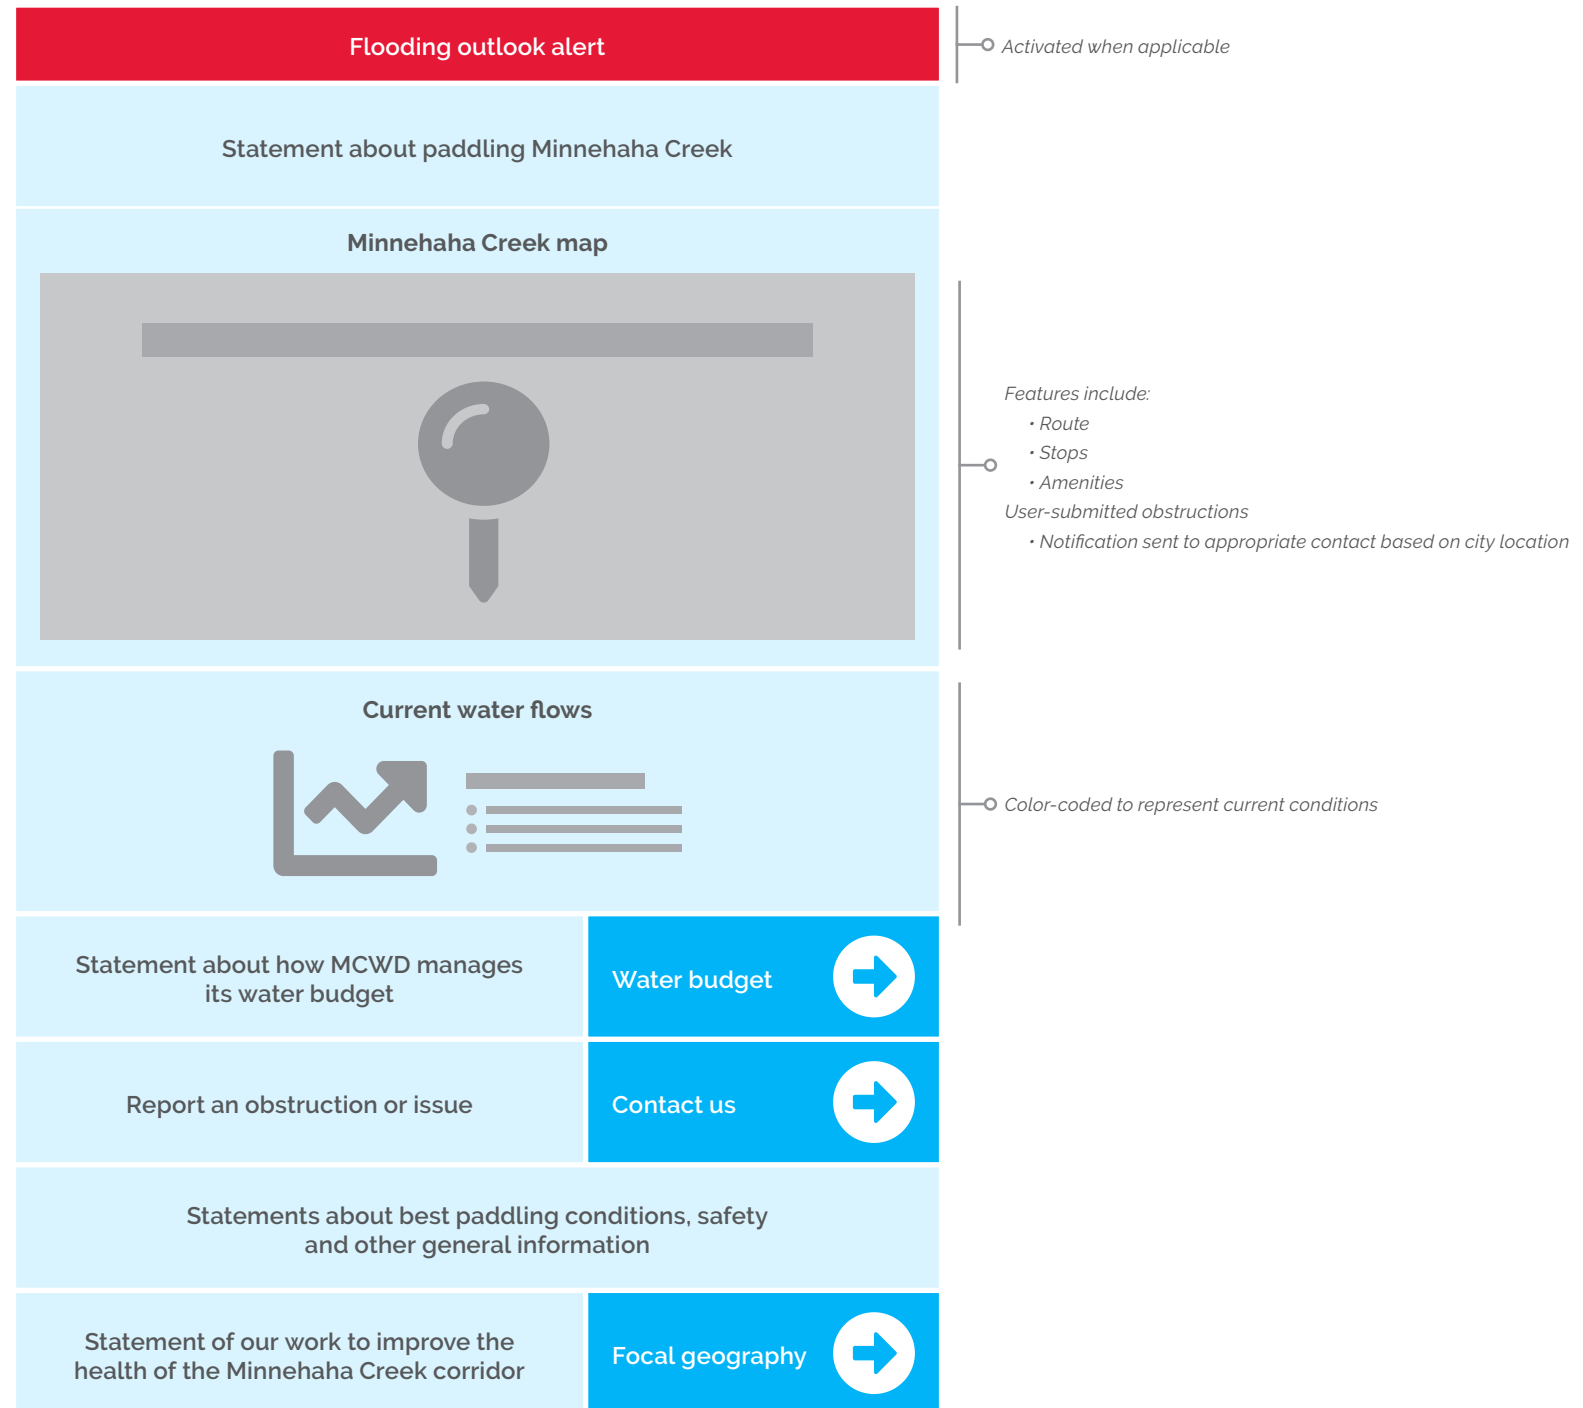 Flooding outlook alert
Activated when applicable
Statement about paddling Minnehaha Creek
Minnehaha Creek map
Features include:
• Route
• Stops
• Amenities
User-submitted obstructions
• Notification sent to appropriate contact based on city location
Current water flows
Color-coded to represent current conditions
Statement about how MCWD manages
its water budget
Water budget
Report an obstruction or issue
Contact us
Statements about best paddling conditions, safety
and other general information
Statement of our work to improve the
health of the Minnehaha Creek corridor
Focal geography